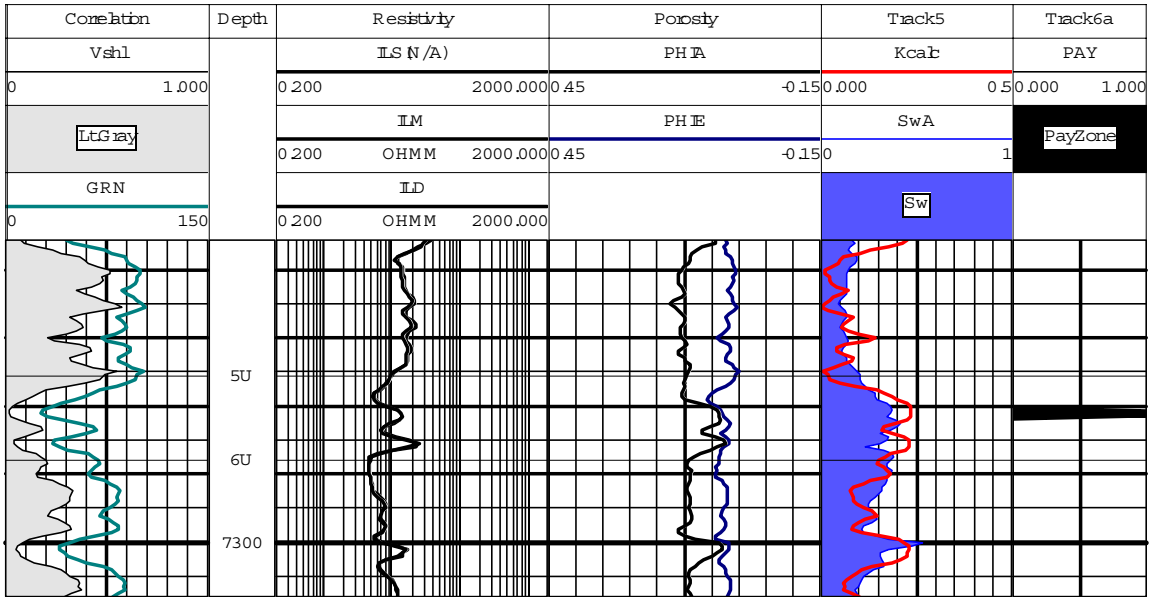 Correlation Depth Resistivity Porosity Track5 Track6a
Vshl ILS (N/A) PHIA Kcalc PAY
0 1.000 0.200 2000.000 0.45 -0.15 0.000 0.5 0.000 1.000
LtGray ILM PHIE SwA PayZone
0.200 OHMM 2000.000 0.45 -0.15 0 1
GRN ILD Sw
0 150 0.200 OHMM 2000.000
5U
6U
7300